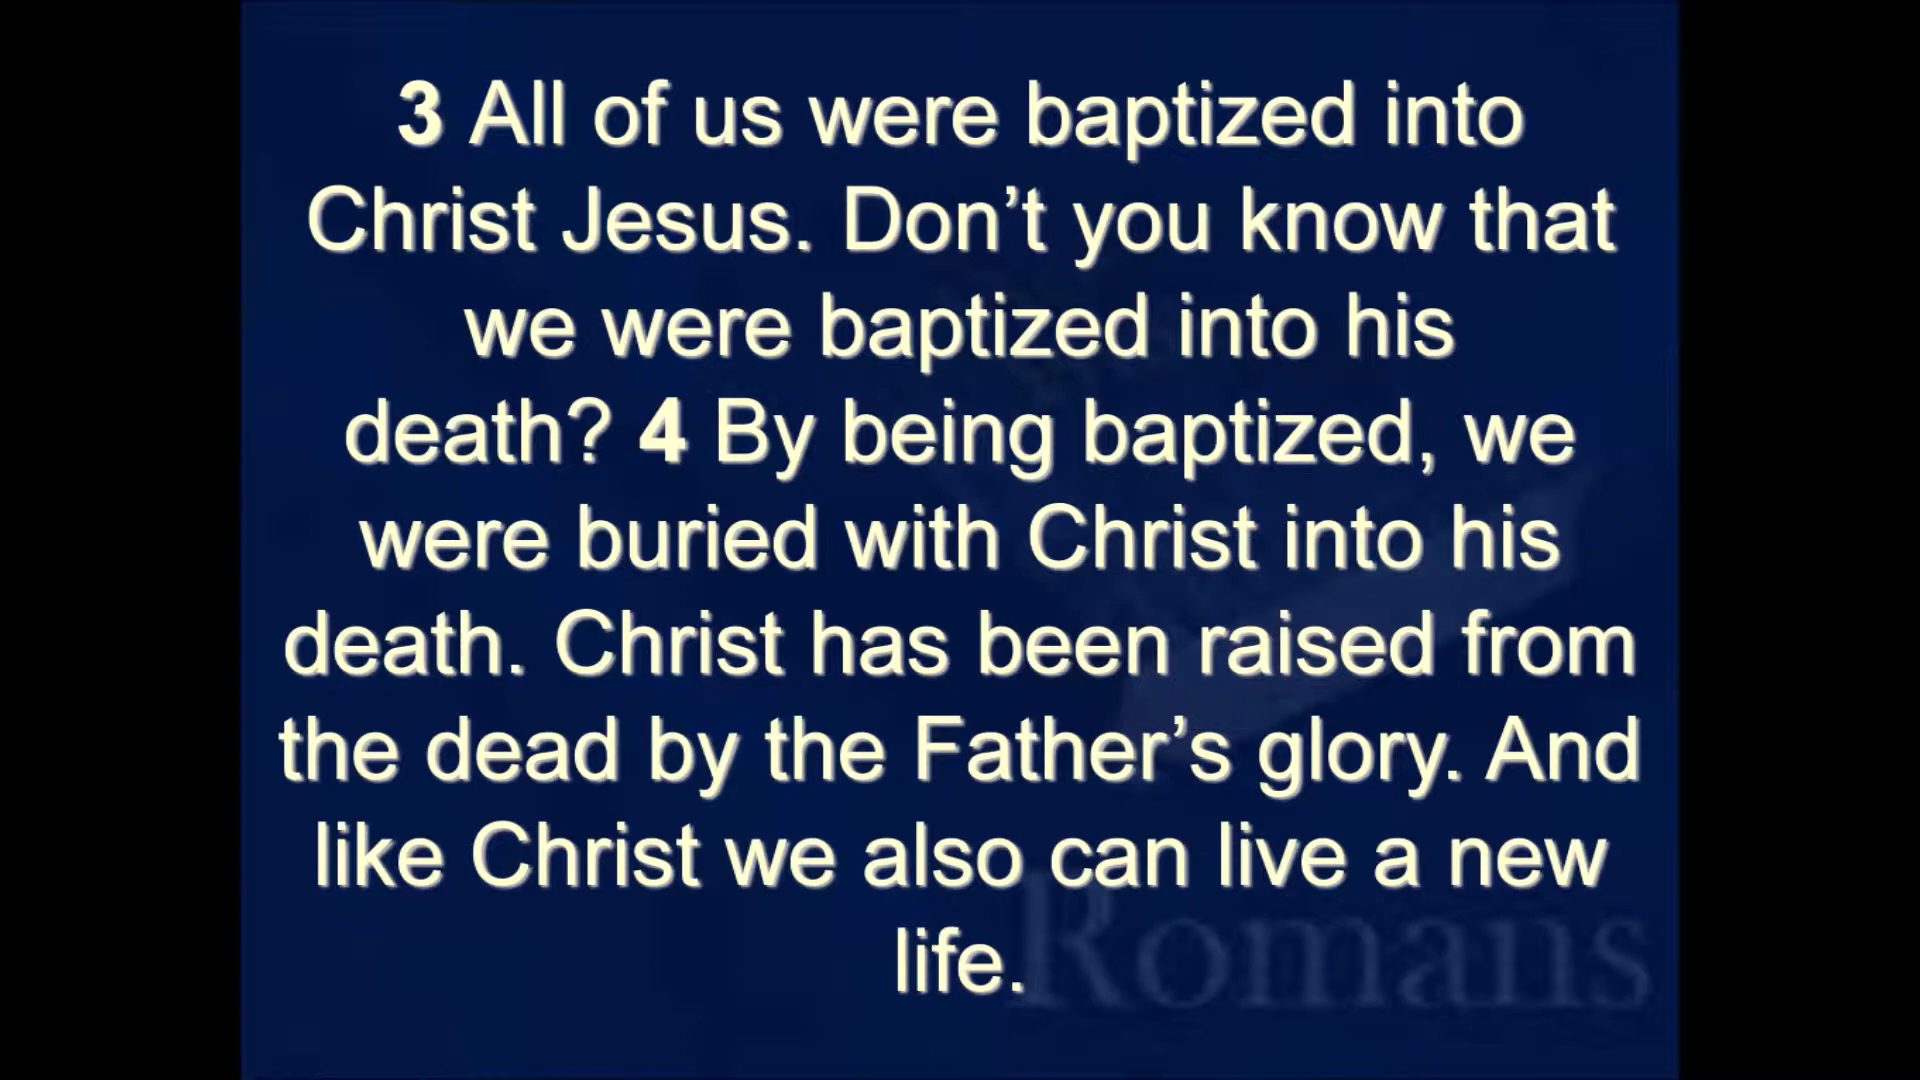 3 All of us were baptized into
Christ Jesus. Don’t you know that
we were baptized into his
death? 4 By being baptized, we
were buried with Christ into his
death. Christ has been raised from
the dead by the Father’s glory. And
like Christ we also can live a new
life.
Romans